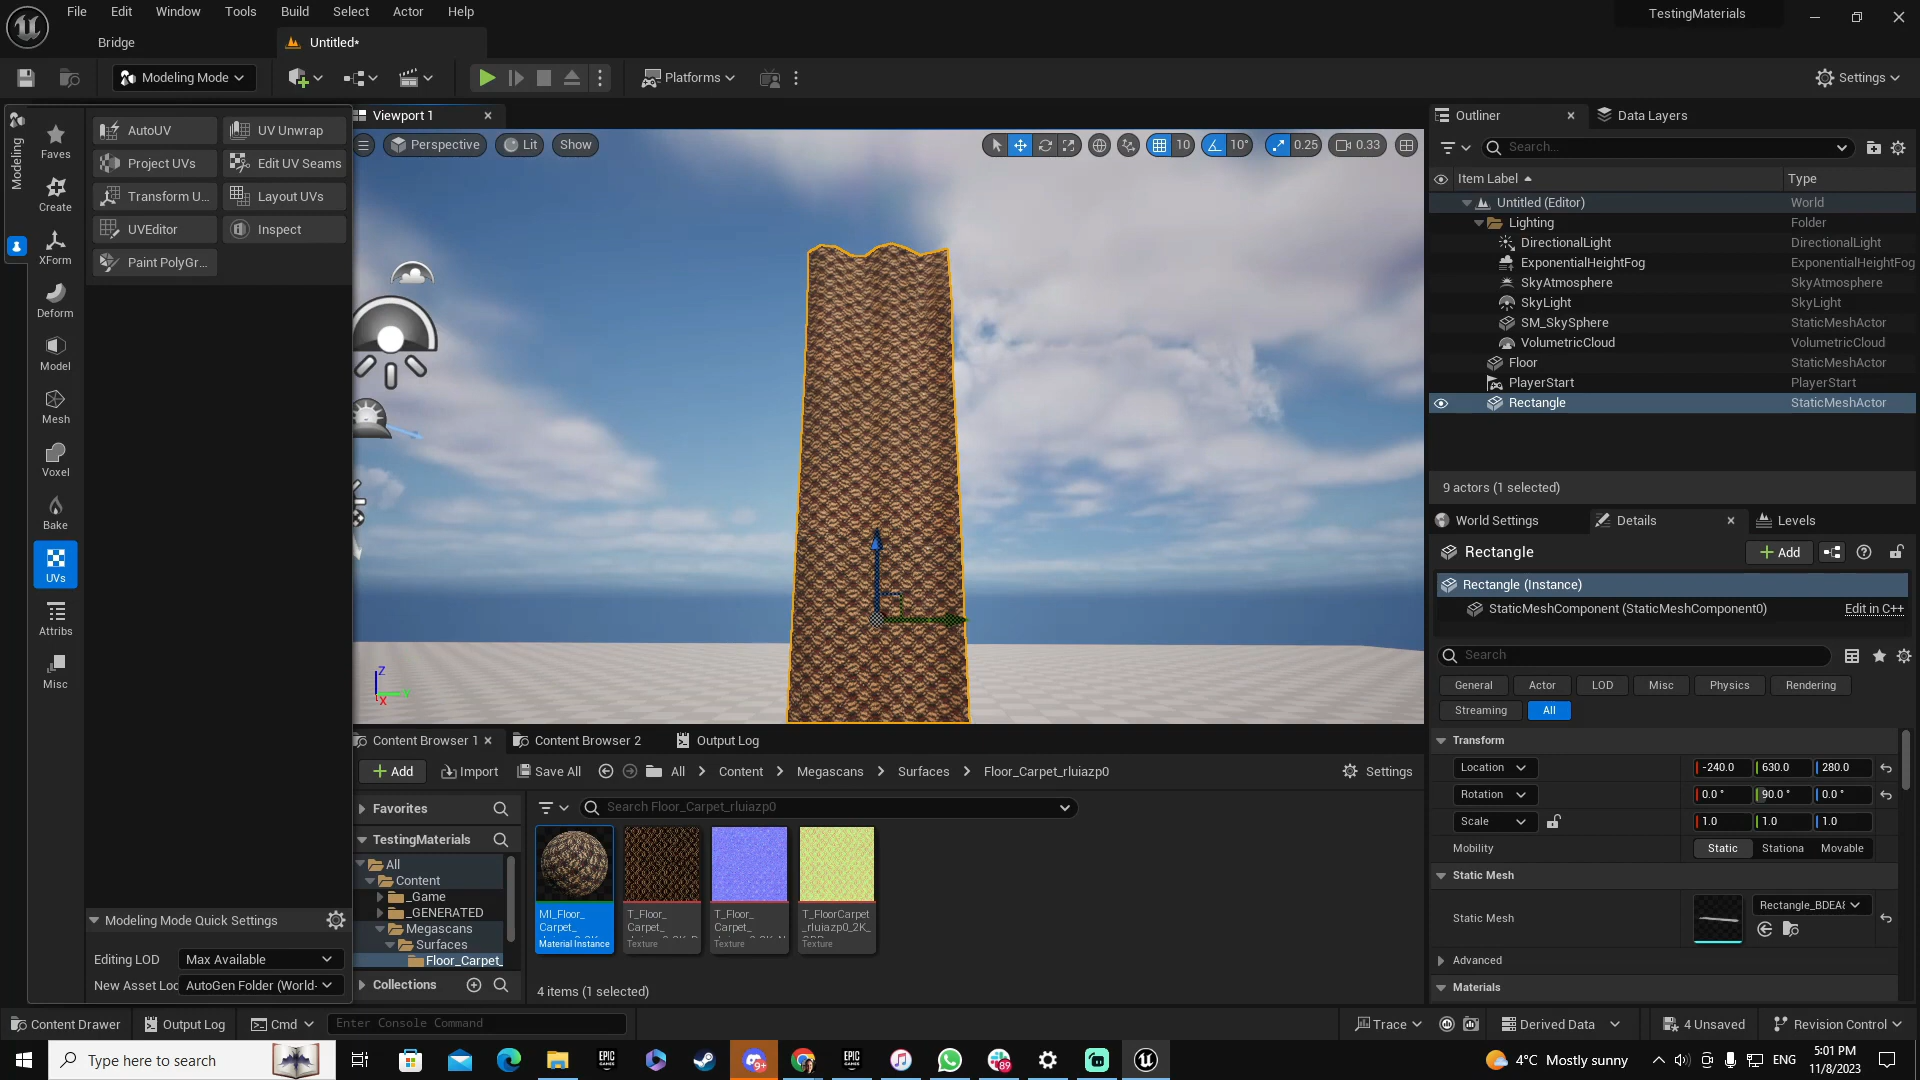 File Edit Window Tools Build Select Actor Help
TestingMaterials
Bridge
Untitled*
Modeling Mode
Platforms
Settings
Modeling
Faves
Create
XForm
Deform
Model
Mesh
Voxel
Bake
UVs
Attribs
Misc
AutoUV
UV Unwrap
Project UVs
Edit UV Seams
Transform U...
Layout UVs
UVEditor
Inspect
Paint PolyGr...
Modeling Mode Quick Settings
Editing LOD
Max Available
New Asset Loc
AutoGen Folder (World-
Viewport 1
Perspective
Lit
Show
10
10°
0.25
0.33
Z
Y
X
Outliner
Data Layers
Search...
Item Label
Type
Untitled (Editor)
World
Lighting
Folder
DirectionalLight
DirectionalLight
ExponentialHeightFog
ExponentialHeightFog
SkyAtmosphere
SkyAtmosphere
SkyLight
SkyLight
SM_SkySphere
StaticMeshActor
VolumetricCloud
VolumetricCloud
Floor
StaticMeshActor
PlayerStart
PlayerStart
Rectangle
StaticMeshActor
9 actors (1 selected)
World Settings
Details
Levels
Rectangle
Add
Rectangle (Instance)
StaticMeshComponent (StaticMeshComponent0)
Edit in C++
Search
General
Actor
LOD
Misc
Physics
Rendering
Streaming
All
Transform
Location
-240.0
630.0
280.0
Rotation
0.0 °
90.0 °
0.0 °
Scale
1.0
1.0
1.0
Mobility
Static
Stationa
Movable
Static Mesh
Static Mesh
Advanced
Materials
Content Browser 1
Content Browser 2
Output Log
Add
Import
Save All
All
Content
Megascans
Surfaces
Floor_Carpet_rluiazp0
Settings
Favorites
Search Floor_Carpet_rluiazp0
TestingMaterials
All
Content
_Game
_GENERATED
Megascans
Surfaces
Floor_Carpet_
Collections
MI_Floor_
Carpet_
Material Instance
T_Floor_
Carpet_
Texture
T_Floor_
Carpet_
Texture
T_FloorCarpet
_rluiazp0_2K_
Texture
4 items (1 selected)
Content Drawer
Output Log
Cmd
Enter Console Command
Trace
Derived Data
4 Unsaved
Revision Control
Type here to search
EPIC
GAMES
9+
EPIC
GAMES
89
4°C Mostly sunny
ENG
5:01 PM
11/8/2023